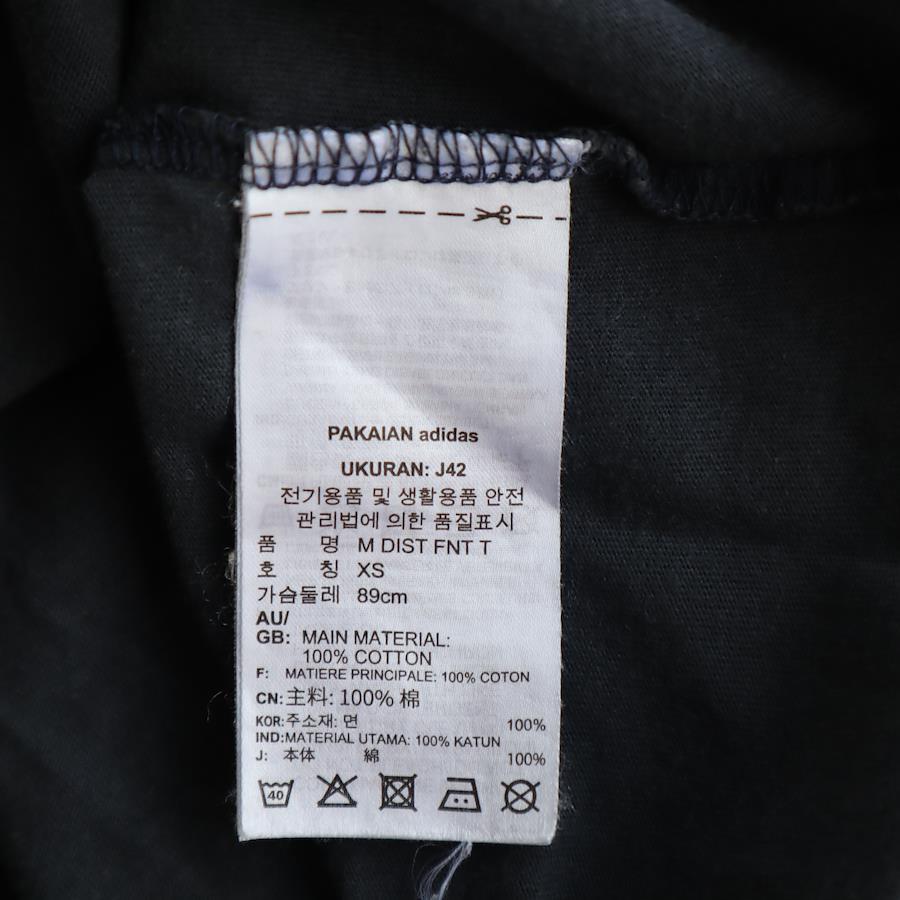 PAKAIAN adidas
UKURAN: J42
전기용품 및 생활용품 안전
관리법에 의한 품질표시
품 명 M DIST FNT T
호 칭 XS
가슴둘레 89cm
AU/
GB: MAIN MATERIAL:
100% COTTON
F: MATIERE PRINCIPALE: 100% COTON
CN: 主料: 100% 棉
KOR: 주소재: 면 100%
IND: MATERIAL UTAMA: 100% KATUN
J: 本体 綿 100%
40